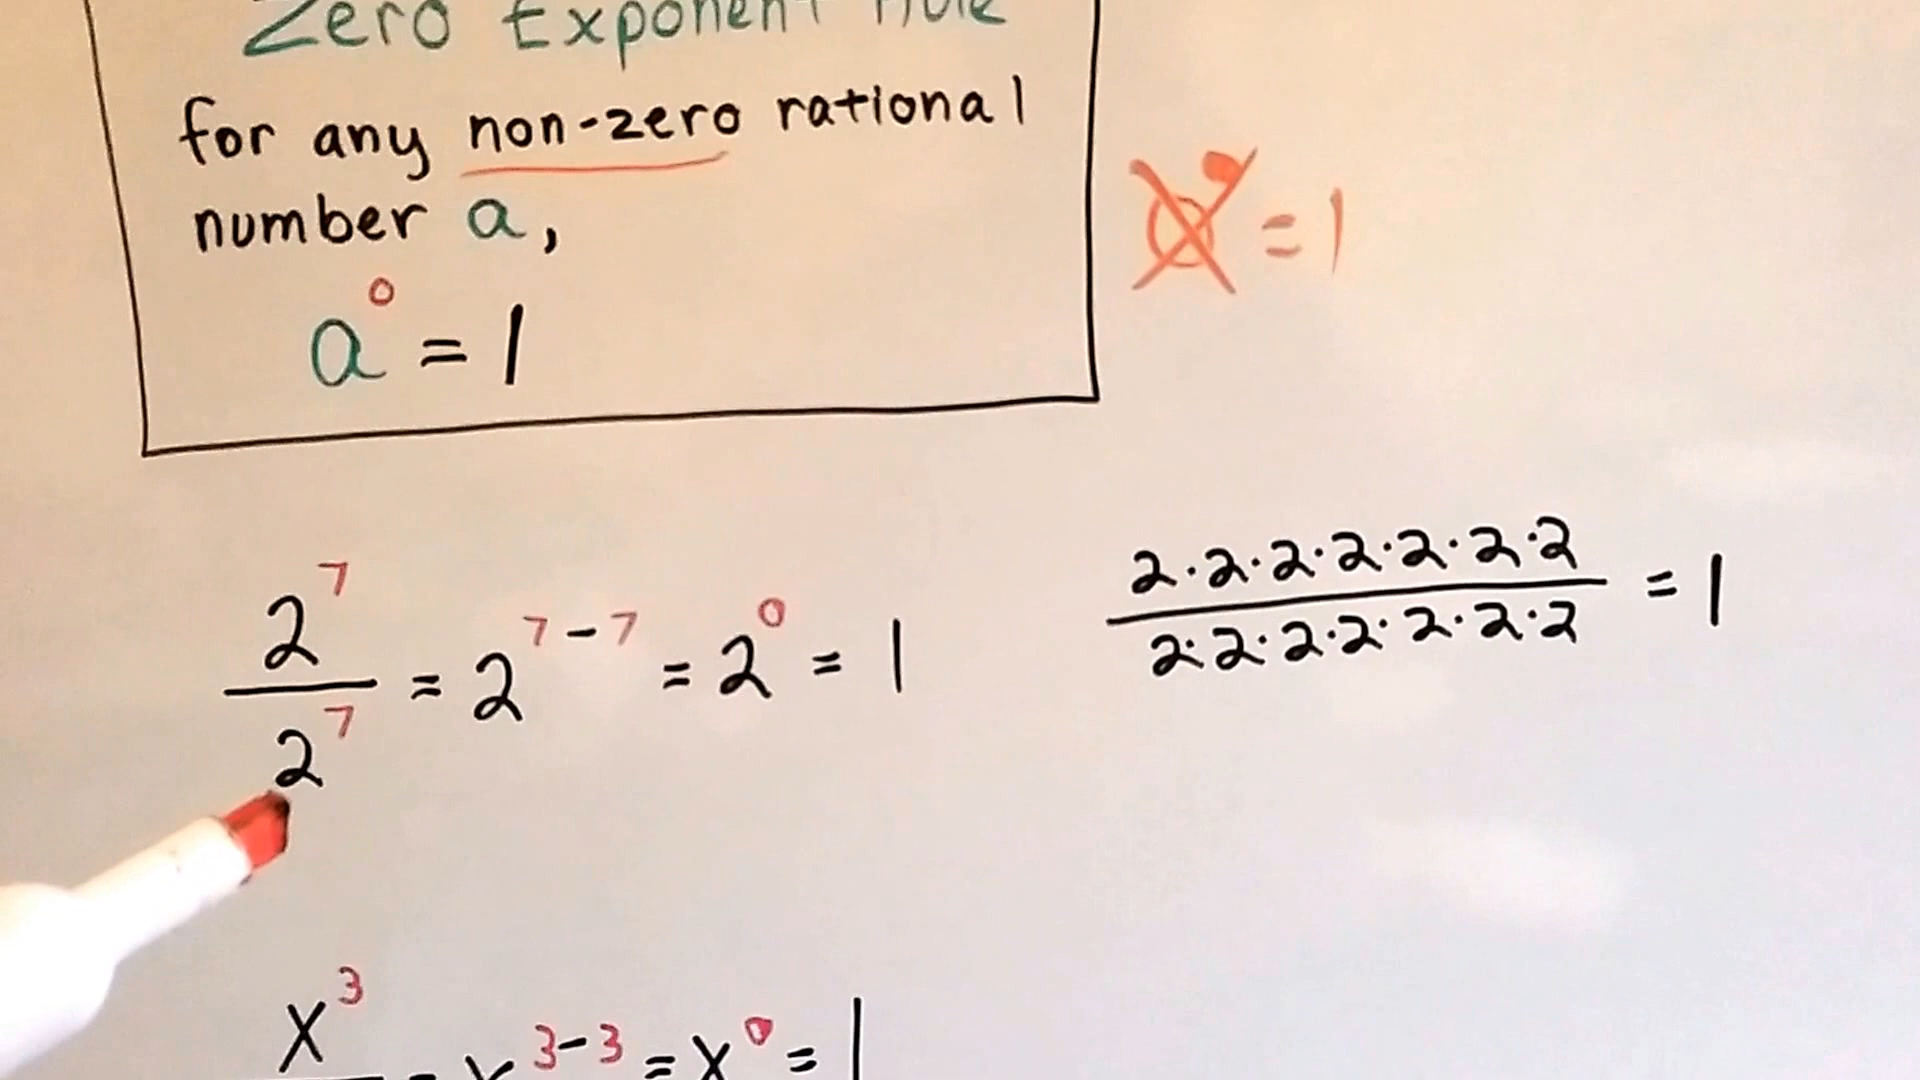 Zero Exponent Rule
for any non-zero rational
number a,
a⁰ = 1
0⁰ = 1
2⁷/2⁷ = 2⁷⁻⁷ = 2⁰ = 1
2·2·2·2·2·2·2/2·2·2·2·2·2·2 = 1
x³ = x³⁻³ = x⁰ = 1